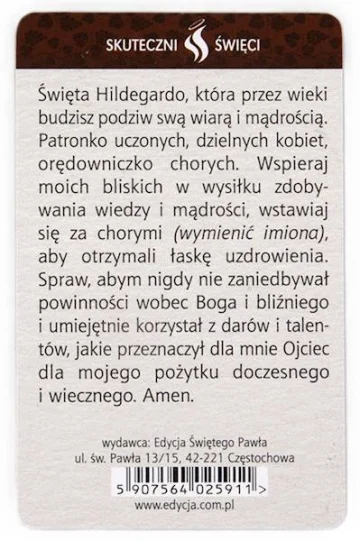 SKUTECZNI ŚWIĘCI
Święta Hildegardo, która przez wieki
budzisz podziw swą wiarą i mądrością.
Patronko uczonych, dzielnych kobiet,
orędowniczko chorych. Wspieraj
moich bliskich w wysiłku zdoby-
wania wiedzy i mądrości, wstawiaj
się za chorymi (wymienić imiona),
aby otrzymali łaskę uzdrowienia.
Spraw, abym nigdy nie zaniedbywał
powinności wobec Boga i bliźniego
i umiejętnie korzystał z darów i talen-
tów, jakie przeznaczył dla mnie Ojciec
dla mojego pożytku doczesnego
i wiecznego. Amen.
wydawca: Edycja Świętego Pawła
ul. św. Pawła 13/15, 42-221 Częstochowa
5 907564 025911 >
www.edycja.com.pl